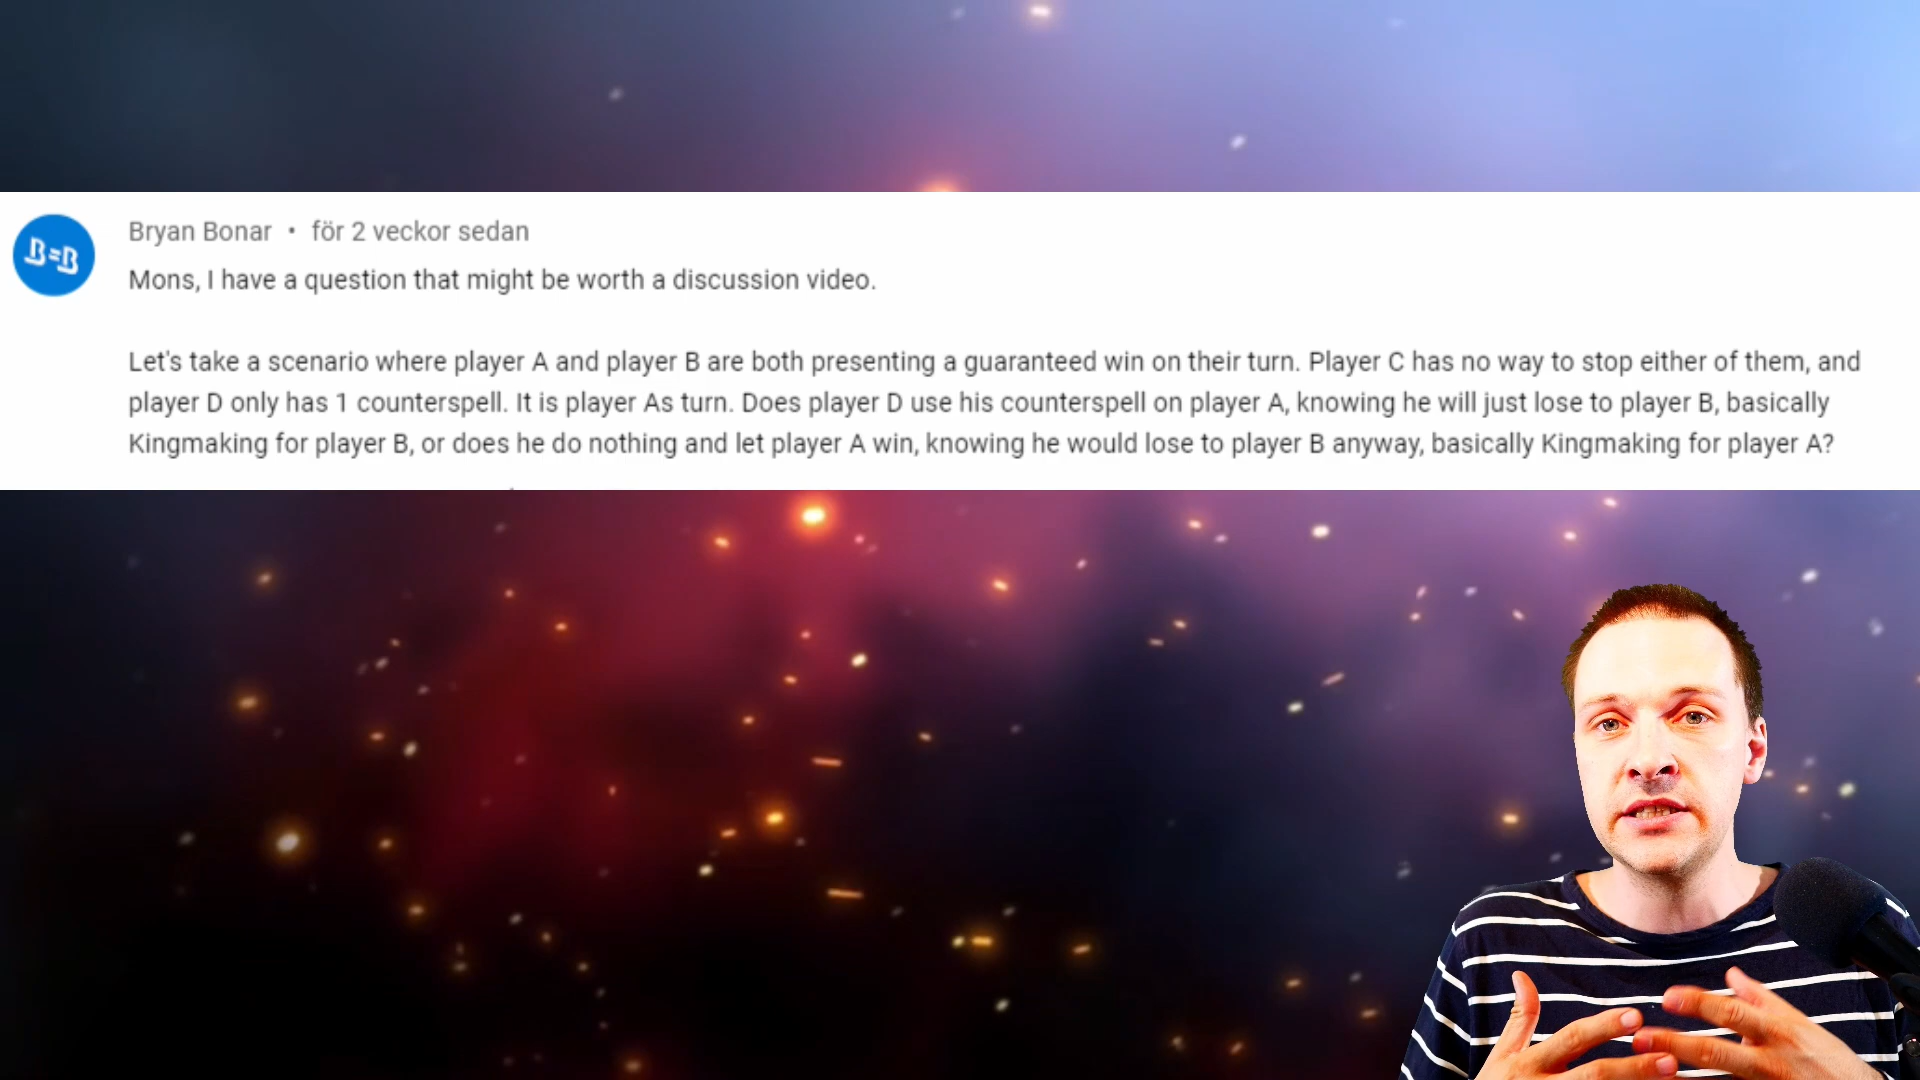 B=B
Bryan Bonar • för 2 veckor sedan
Mons, I have a question that might be worth a discussion video.
Let's take a scenario where player A and player B are both presenting a guaranteed win on their turn. Player C has no way to stop either of them, and
player D only has 1 counterspell. It is player As turn. Does player D use his counterspell on player A, knowing he will just lose to player B, basically
Kingmaking for player B, or does he do nothing and let player A win, knowing he would lose to player B anyway, basically Kingmaking for player A?